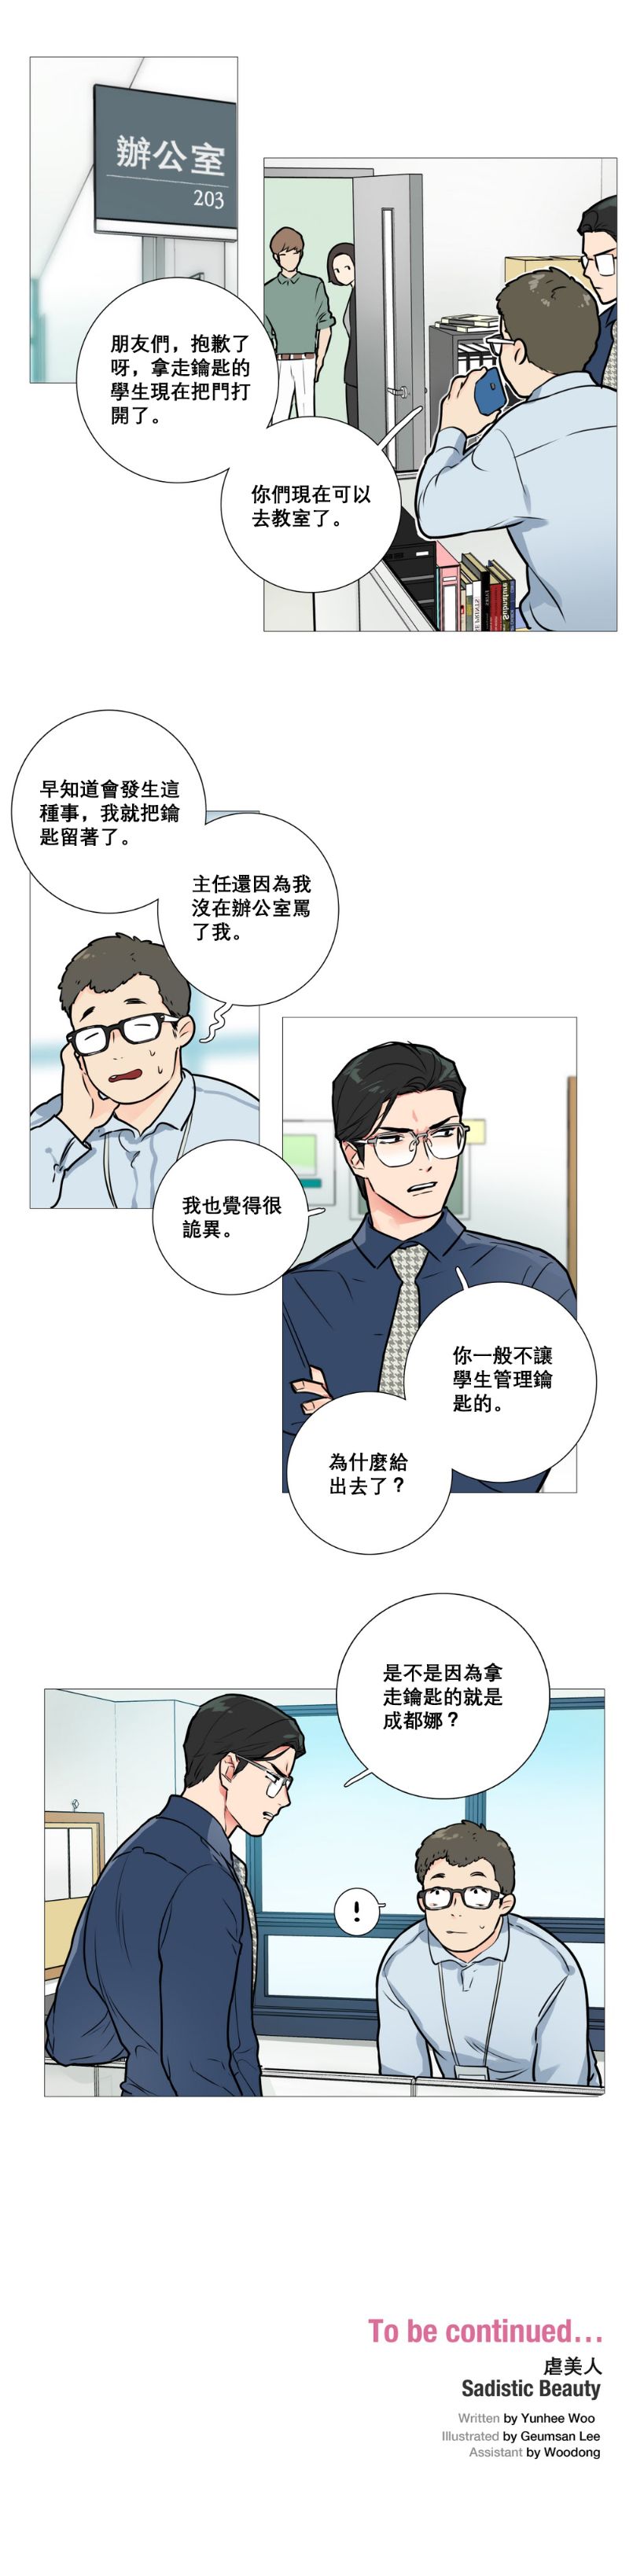 辦公室
203
朋友們，抱歉了
呀，拿走鑰匙的
學生現在把門打
開了。
你們現在可以
去教室了。
早知道會發生這
種事，我就把鑰
匙留著了。
主任還因為我
沒在辦公室罵
了我。
我也覺得很
詭異。
你一般不讓
學生管理鑰
匙的。
為什麼給
出去了？
是不是因為拿
走鑰匙的就是
成都娜？
！
To be continued...
虐美人
Sadistic Beauty
Written by Yunhee Woo
Illustrated by Geumsan Lee
Assistant by Woodong